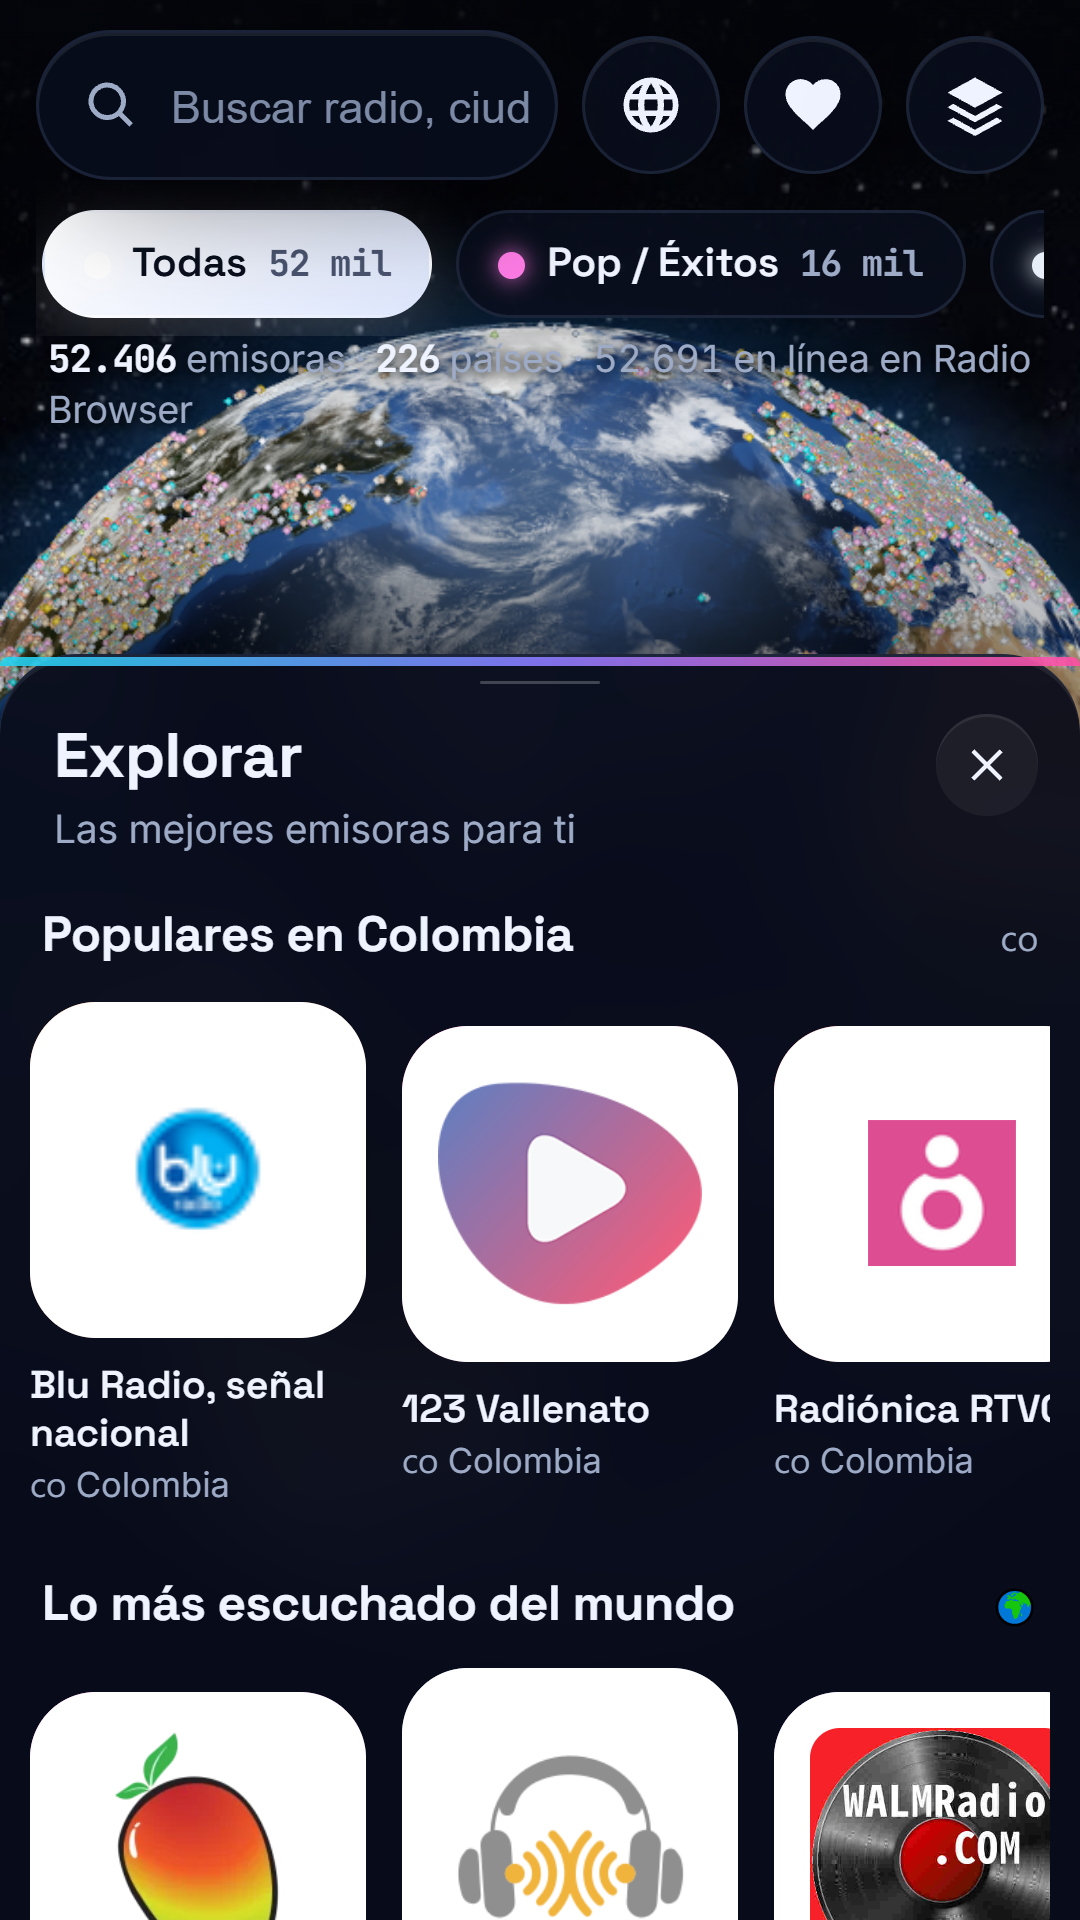 Buscar radio, ciud
Todas 52 mil
Pop / Éxitos 16 mil
52.406 emisoras · 226 países · 52.691 en línea en Radio
Browser
Explorar
Las mejores emisoras para ti
Populares en Colombia
co
blu
radio
Blu Radio, señal
nacional
co Colombia
123 Vallenato
co Colombia
Radiónica RTVC
co Colombia
Lo más escuchado del mundo
WALMRadio
.COM